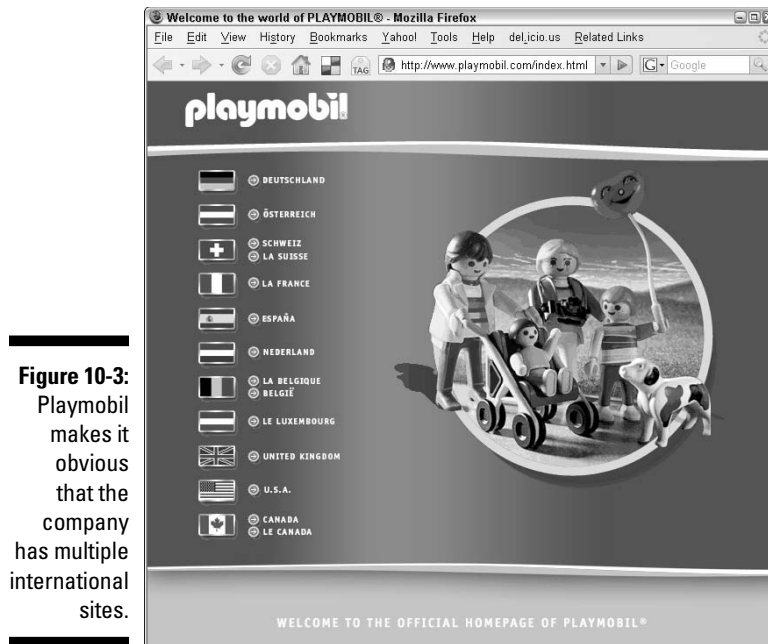 Welcome to the world of PLAYMOBIL® - Mozilla Firefox
File Edit View History Bookmarks Yahoo! Tools Help del.icio.us Related Links
TAG http://www.playmobil.com/index.html G Google
playmobil
DEUTSCHLAND
ÖSTERREICH
SCHWEIZ
LA SUISSE
LA FRANCE
ESPAÑA
NEDERLAND
LA BELGIQUE
BELGIË
LE LUXEMBOURG
UNITED KINGDOM
U.S.A.
CANADA
LE CANADA
WELCOME TO THE OFFICIAL HOMEPAGE OF PLAYMOBIL®
Figure 10-3:
Playmobil
makes it
obvious
that the
company
has multiple
international
sites.